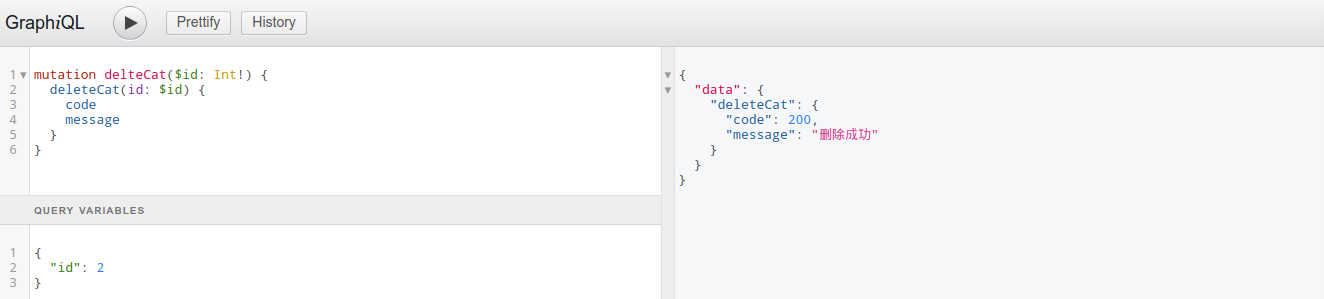 GraphiQL Prettify History
1 mutation delteCat($id: Int!) {
2 deleteCat(id: $id) {
3 code
4 message
5 }
6 }
QUERY VARIABLES
1 {
2 "id": 2
3 }
{
"data": {
"deleteCat": {
"code": 200,
"message": "删除成功"
}
}
}